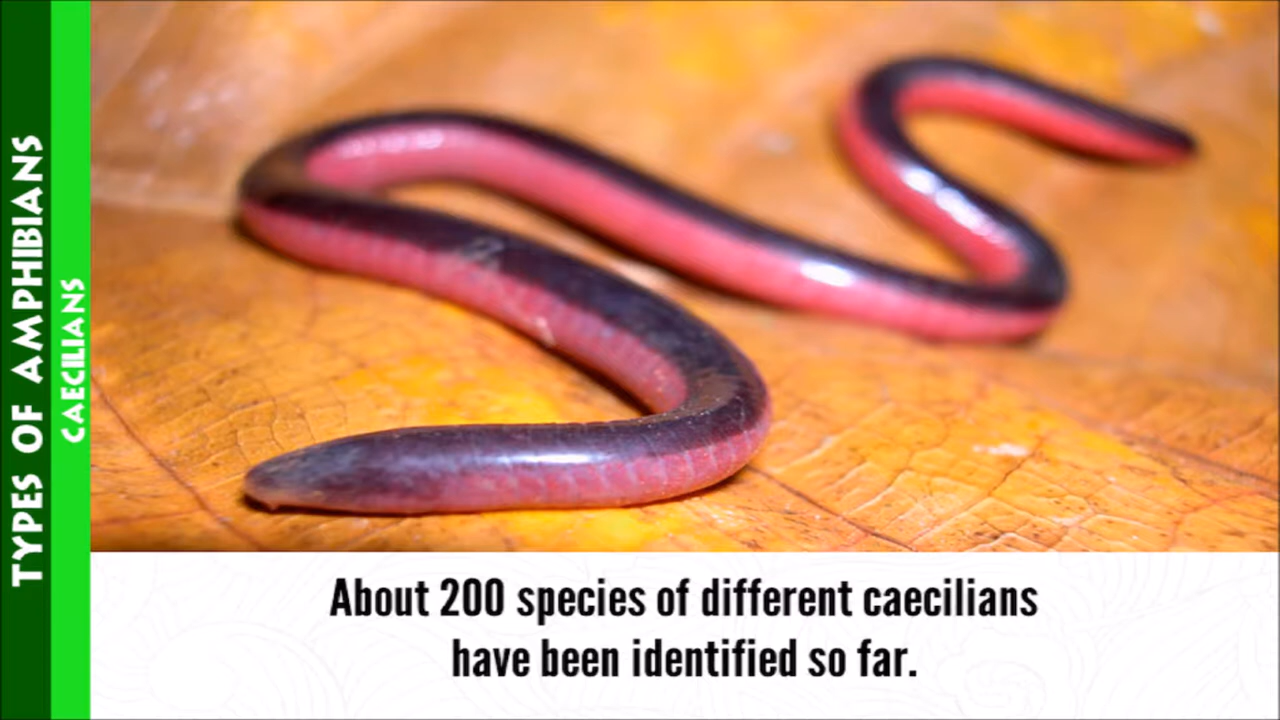 TYPES OF AMPHIBIANS
CAECILIANS
About 200 species of different caecilians
have been identified so far.